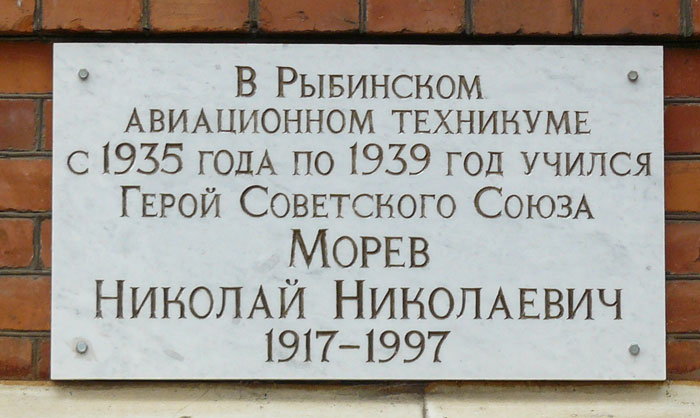 В Рыбинском
авиационном техникуме
с 1935 года по 1939 год учился
Герой Советского Союза
Морев
Николай Николаевич
1917–1997